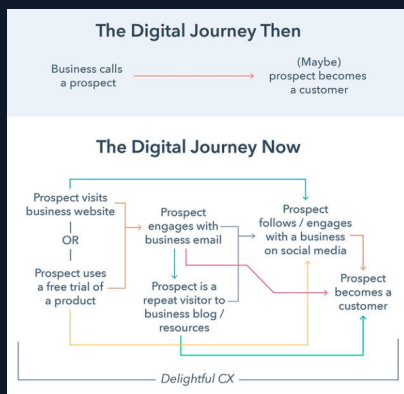 The Digital Journey Then
Business calls
a prospect
(Maybe)
prospect becomes
a customer
The Digital Journey Now
Prospect visits
business website
OR
Prospect uses
a free trial of
a product
Prospect
engages with
business email
Prospect is a
repeat visitor to
business blog /
resources
Prospect
follows / engages
with a business
on social media
Prospect
becomes a
customer
Delightful CX